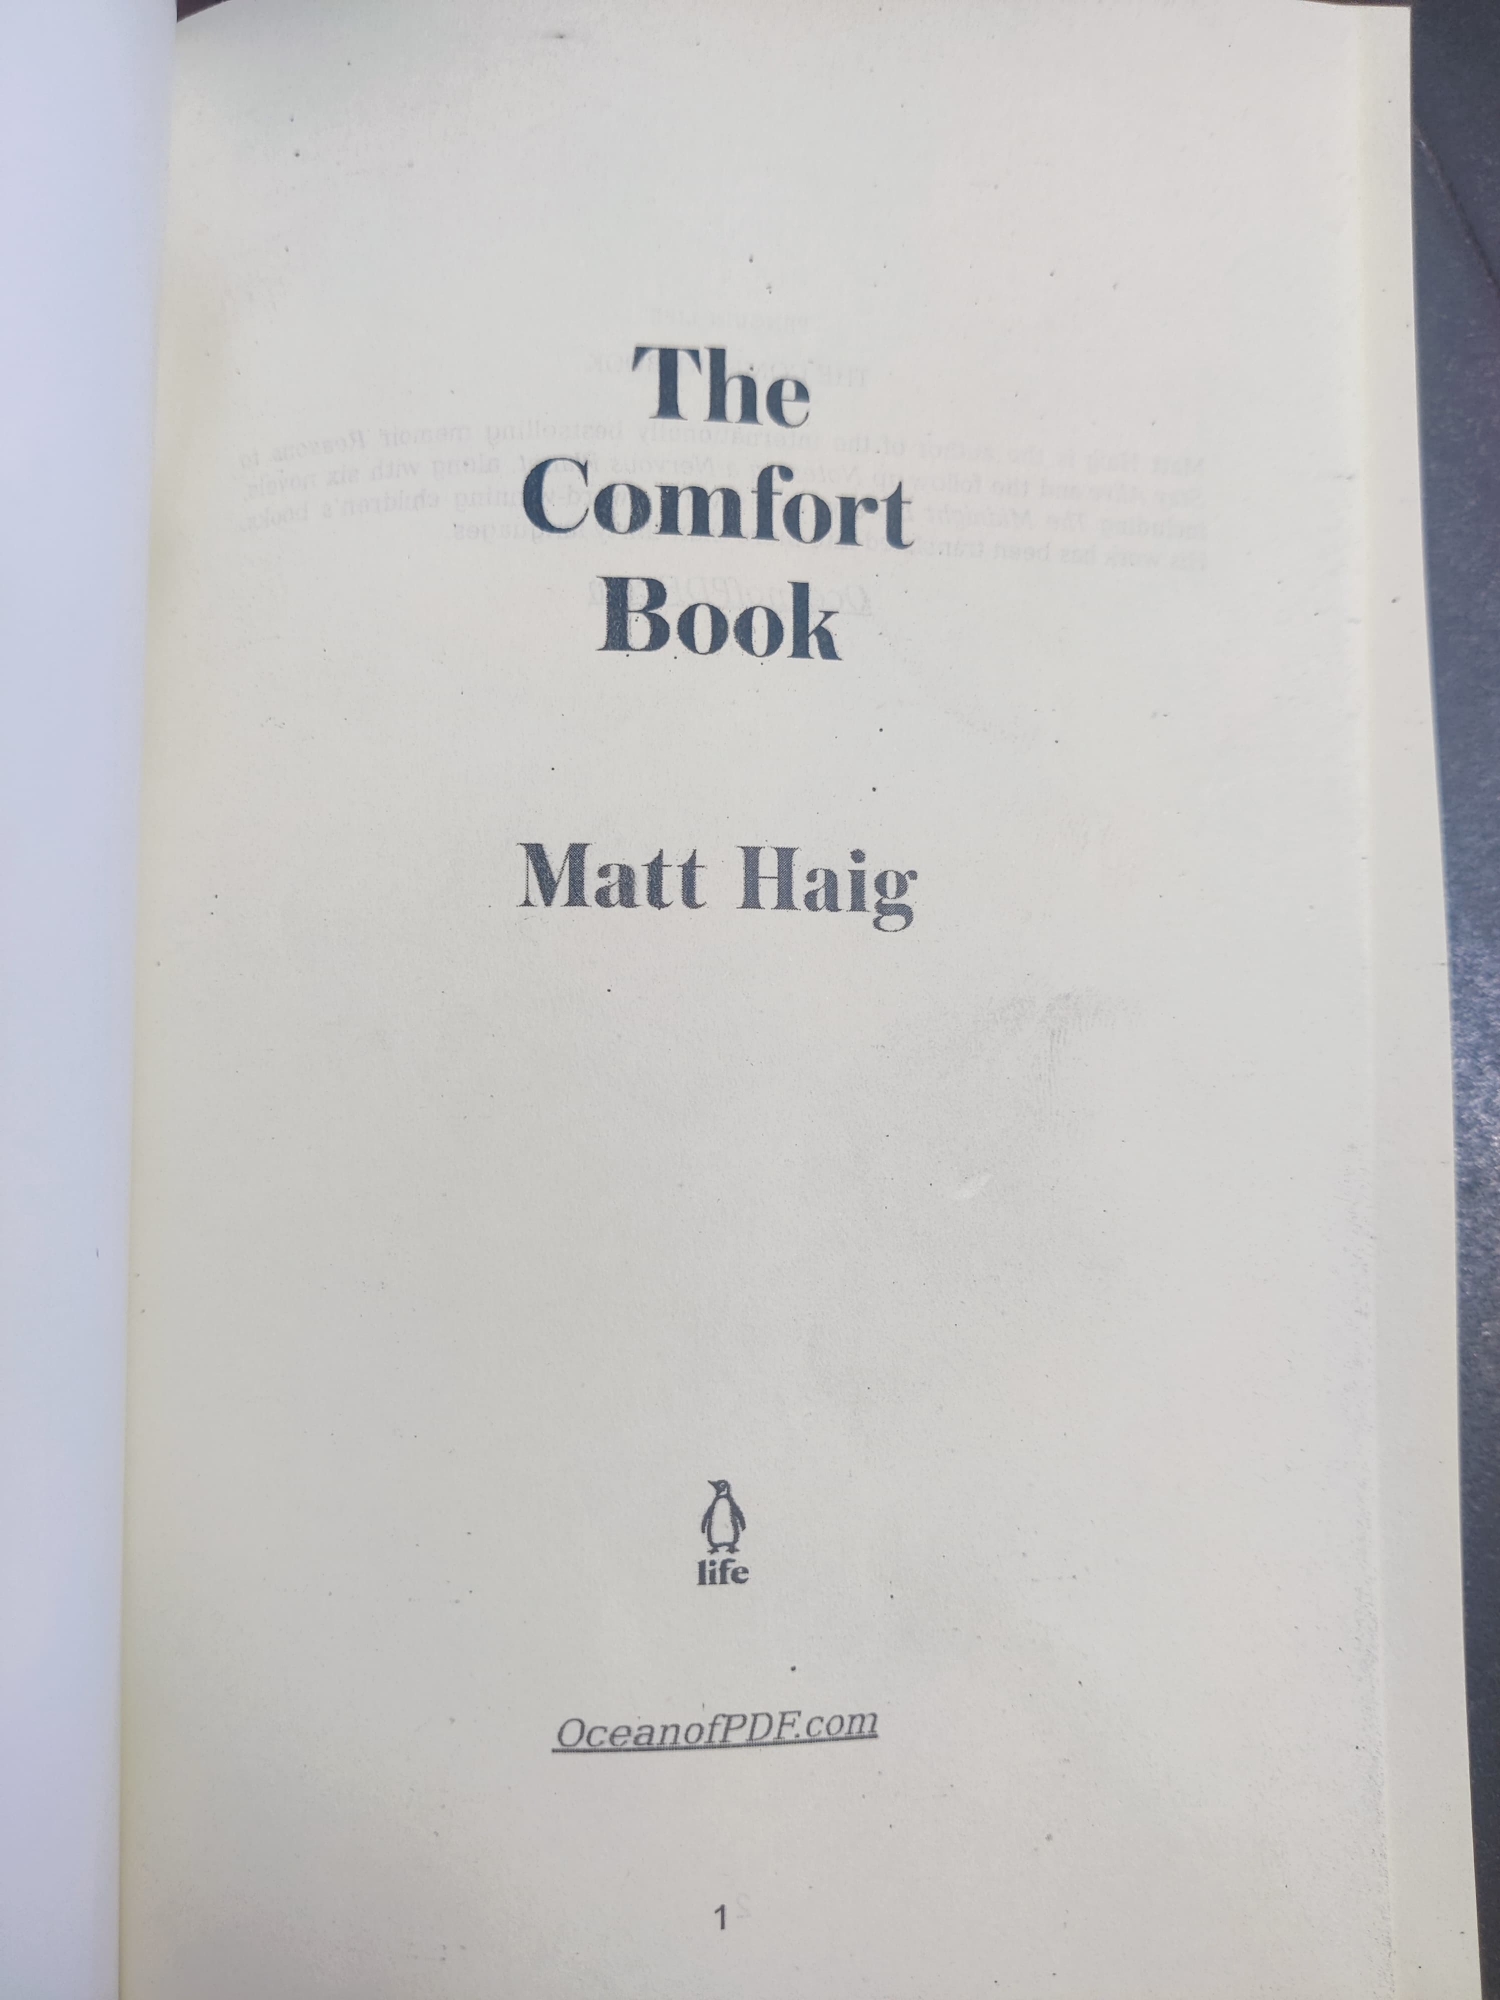 The
Comfort
Book
Matt Haig
life
OceanofPDF.com
1